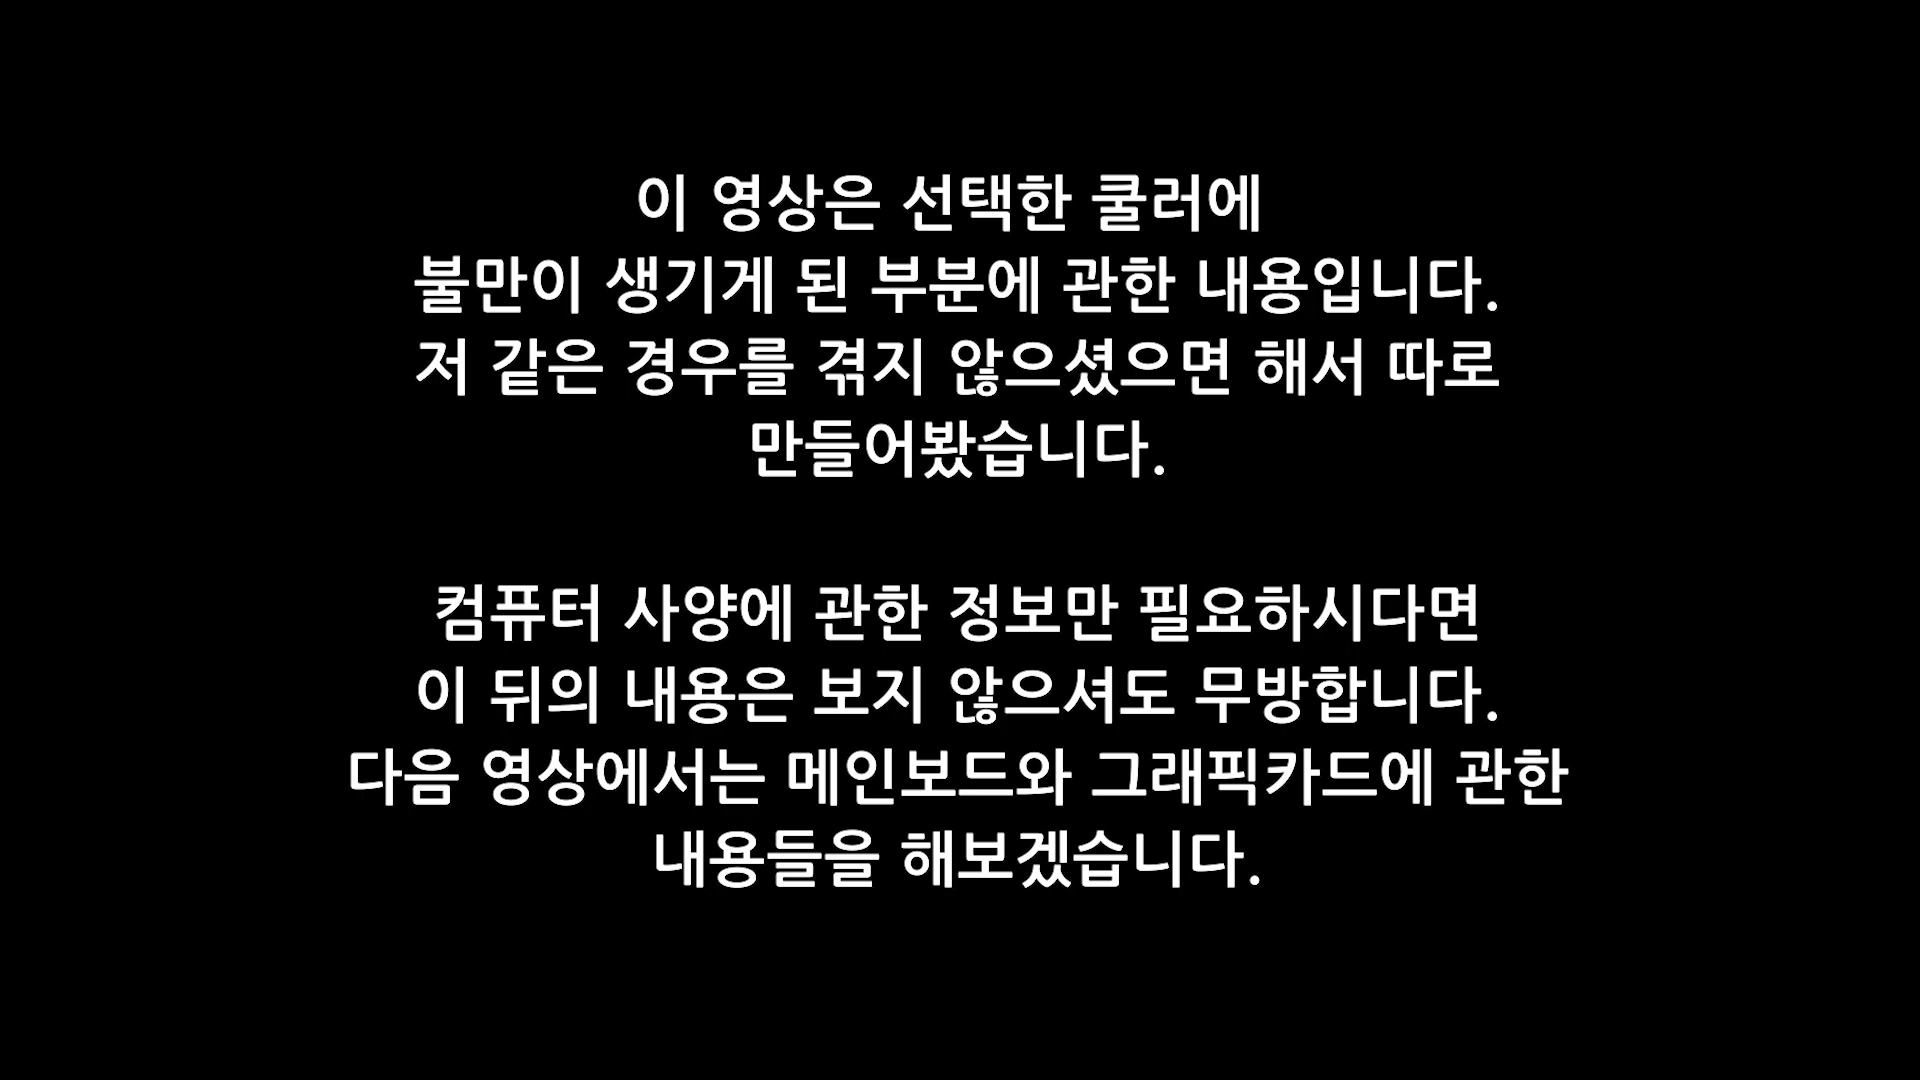 이 영상은 선택한 쿨러에
불만이 생기게 된 부분에 관한 내용입니다.
저 같은 경우를 겪지 않으셨으면 해서 따로
만들어봤습니다.
컴퓨터 사양에 관한 정보만 필요하시다면
이 뒤의 내용은 보지 않으셔도 무방합니다.
다음 영상에서는 메인보드와 그래픽카드에 관한
내용들을 해보겠습니다.